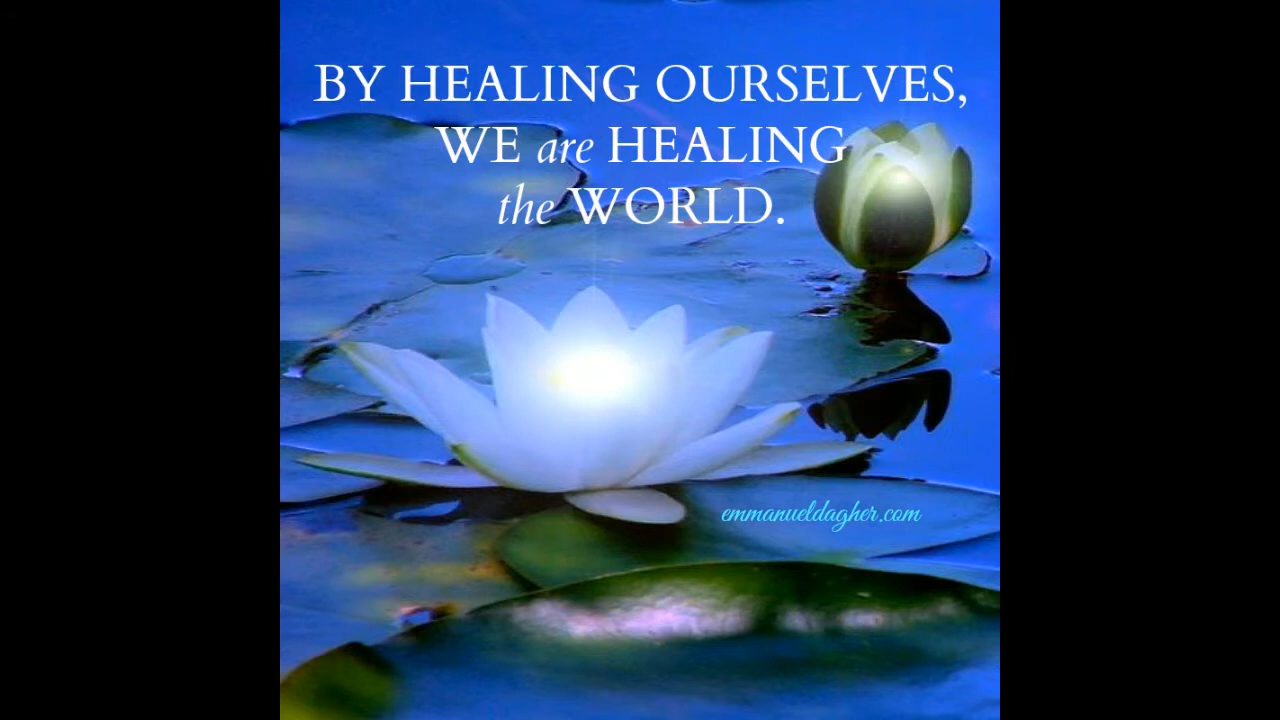 BY HEALING OURSELVES,
WE are HEALING
the WORLD.
emmanueldagher.com